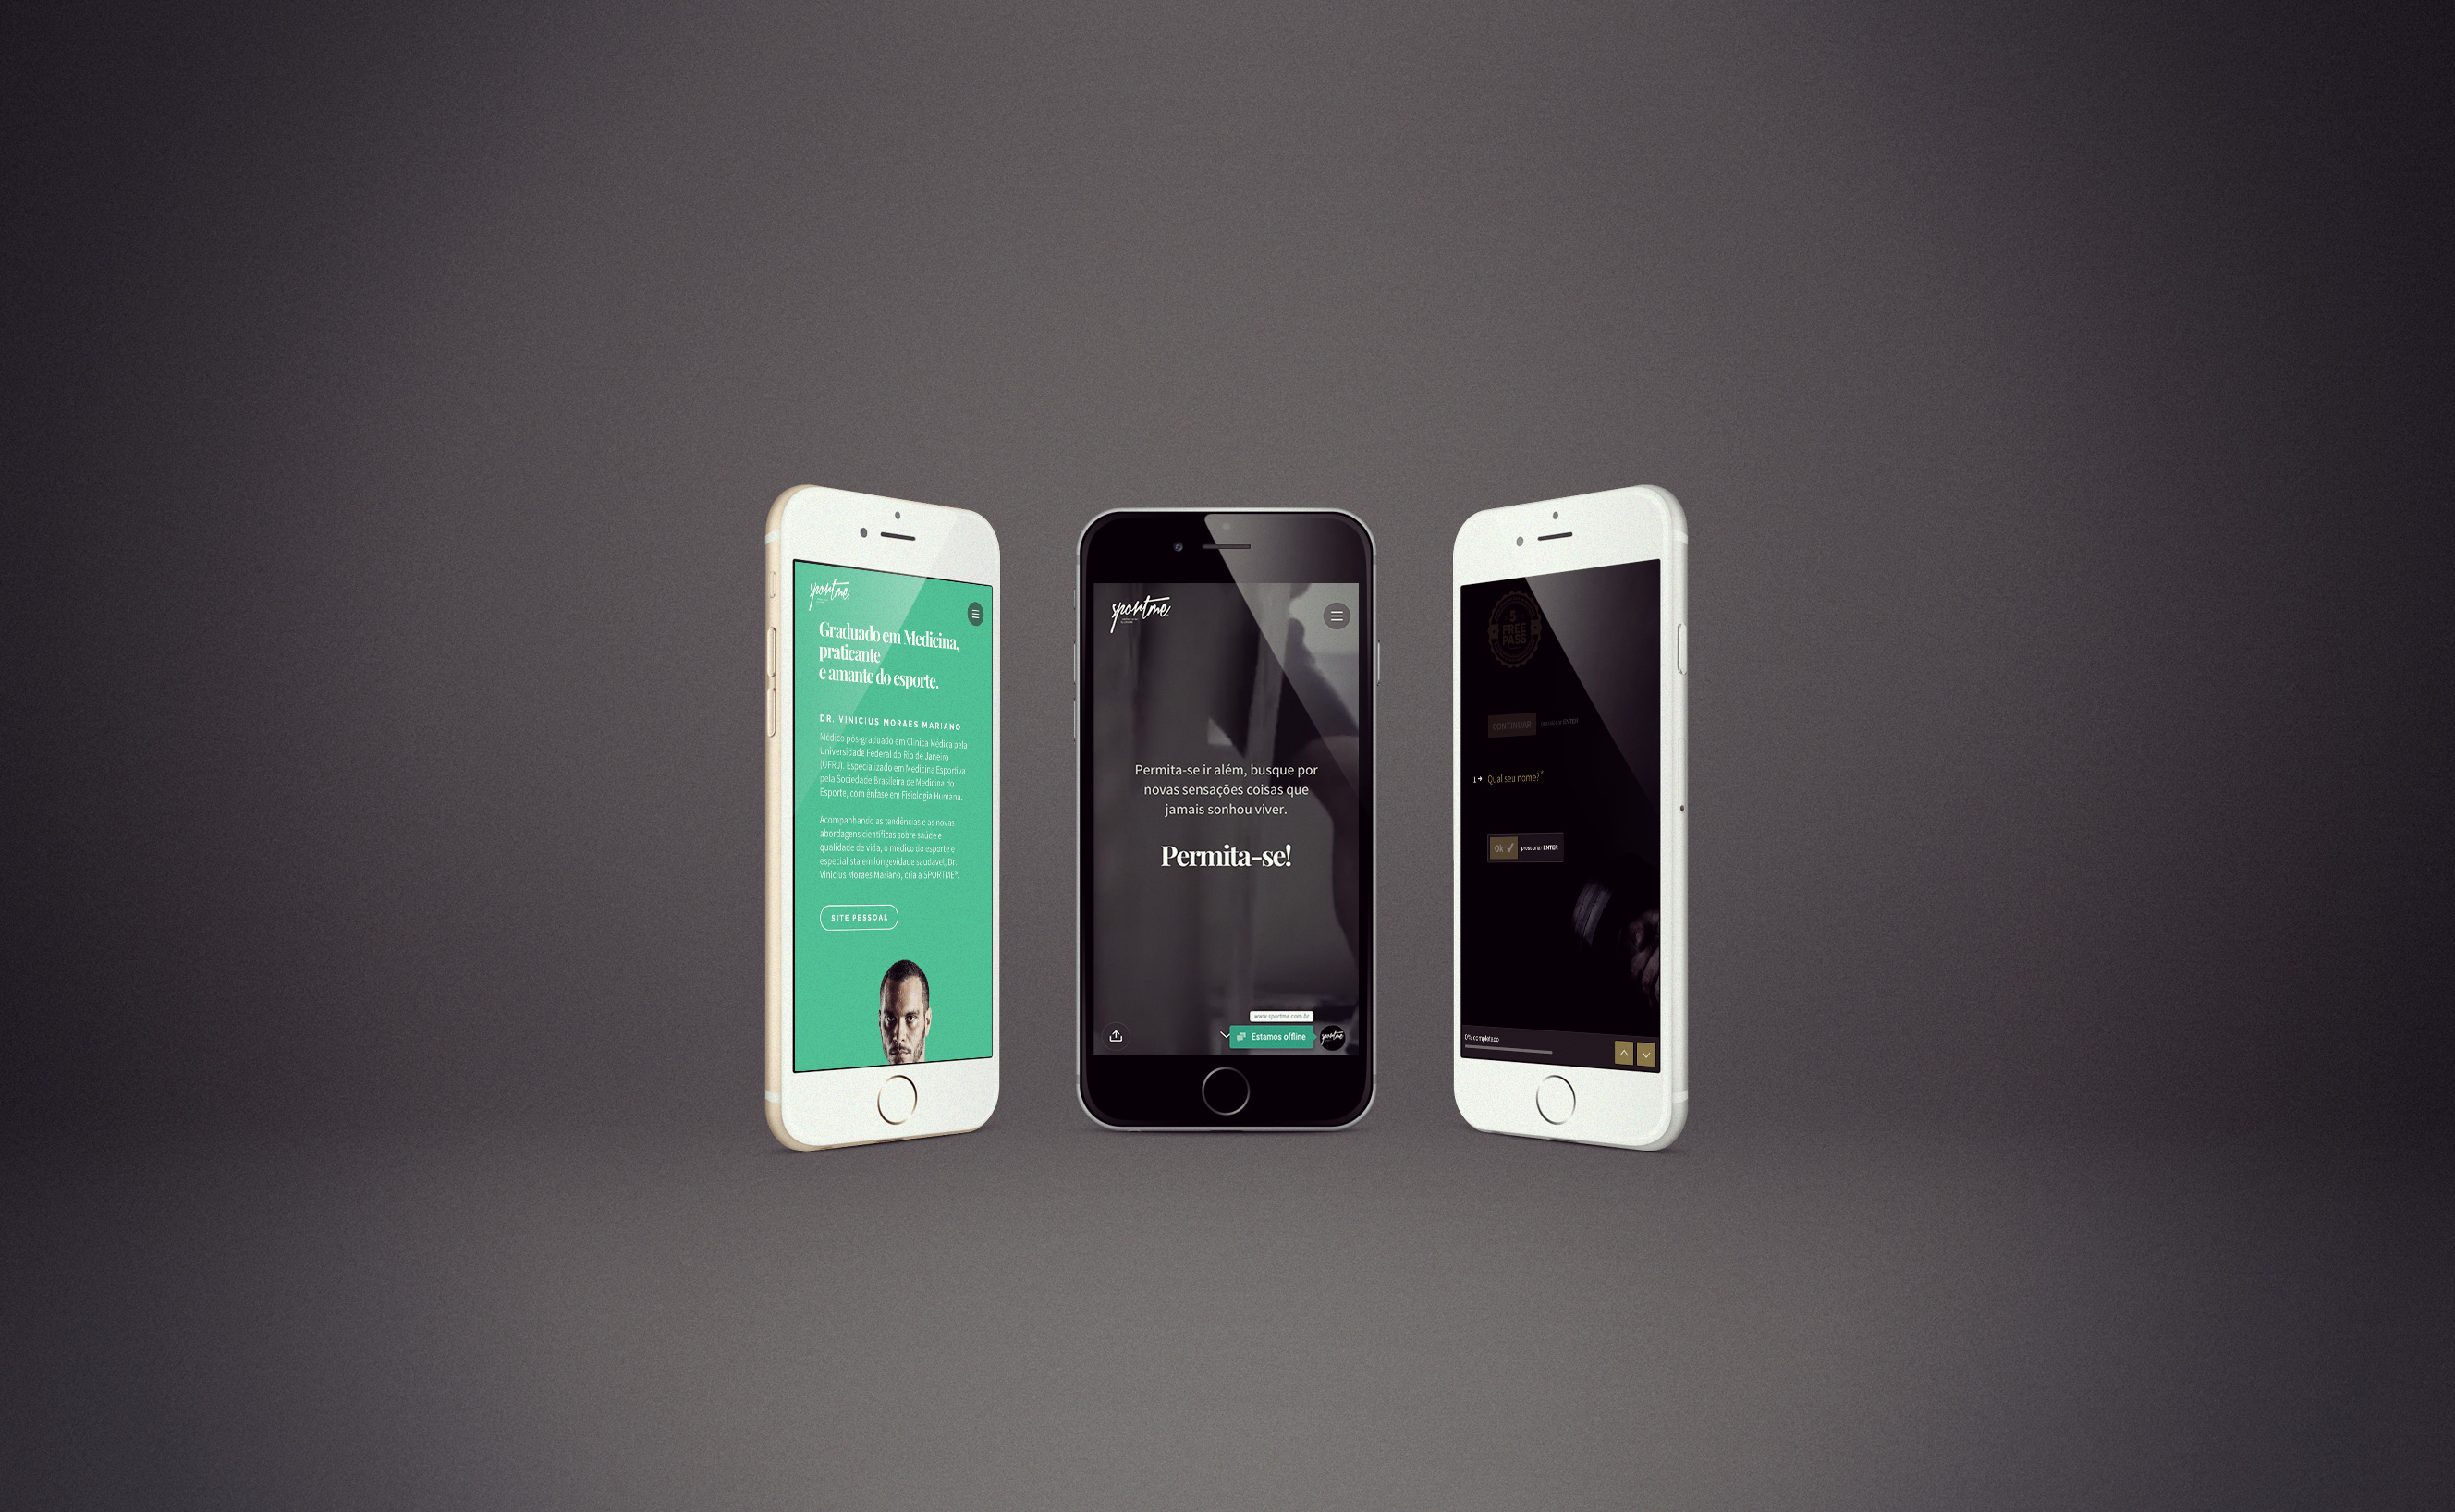 sportme
Graduado em Medicina,
praticante
e amante do esporte.
DR. VINICIUS MORAES MARIANO
Médico pós-graduado em Clínica Médica pela
Universidade Federal do Rio de Janeiro
(UFRJ). Especializado em Medicina Esportiva
pela Sociedade Brasileira de Medicina do
Esporte, com ênfase em Fisiologia Humana.
Acompanhando as tendências e as novas
abordagens científicas sobre saúde e
qualidade de vida, o médico do esporte e
especialista em longevidade saudável, Dr.
Vinicius Moraes Mariano, cria a SPORTME®.
SITE PESSOAL
sportme
Permita-se ir além, busque por
novas sensações coisas que
jamais sonhou viver.
Permita-se!
www.sportme.com.br
Estamos offline
sportme
5
FREE
PASS
CONTINUAR
pressionar ENTER
1 → Qual seu nome? *
Ok ✓ pressionar ENTER
0% completado